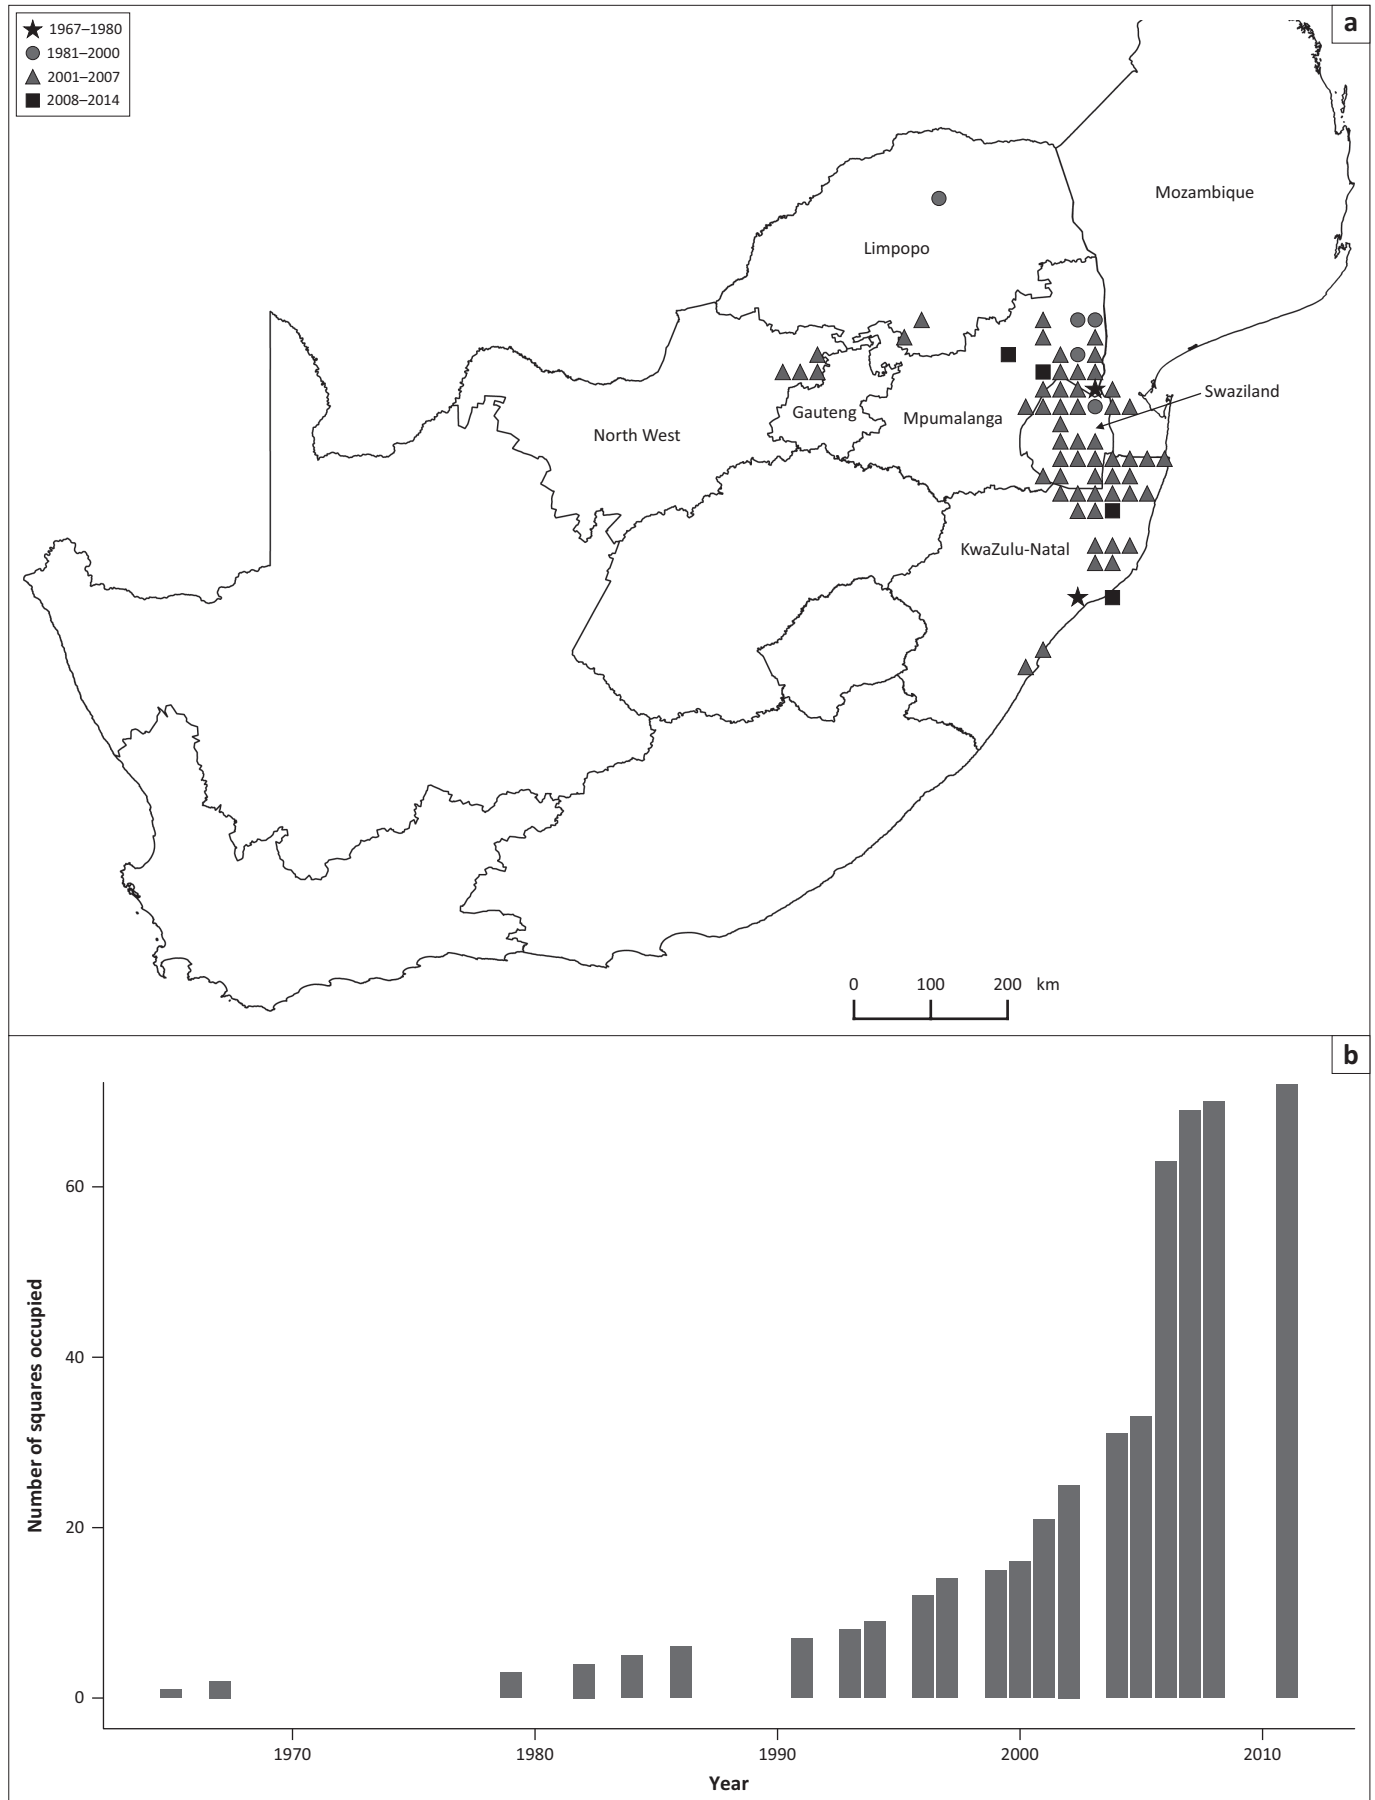 1967–1980
1981–2000
2001–2007
2008–2014
a
Mozambique
Limpopo
Swaziland
Gauteng
Mpumalanga
North West
KwaZulu-Natal
0 100 200 km
b
Number of squares occupied
60
40
20
0
1970 1980 1990 2000 2010
Year